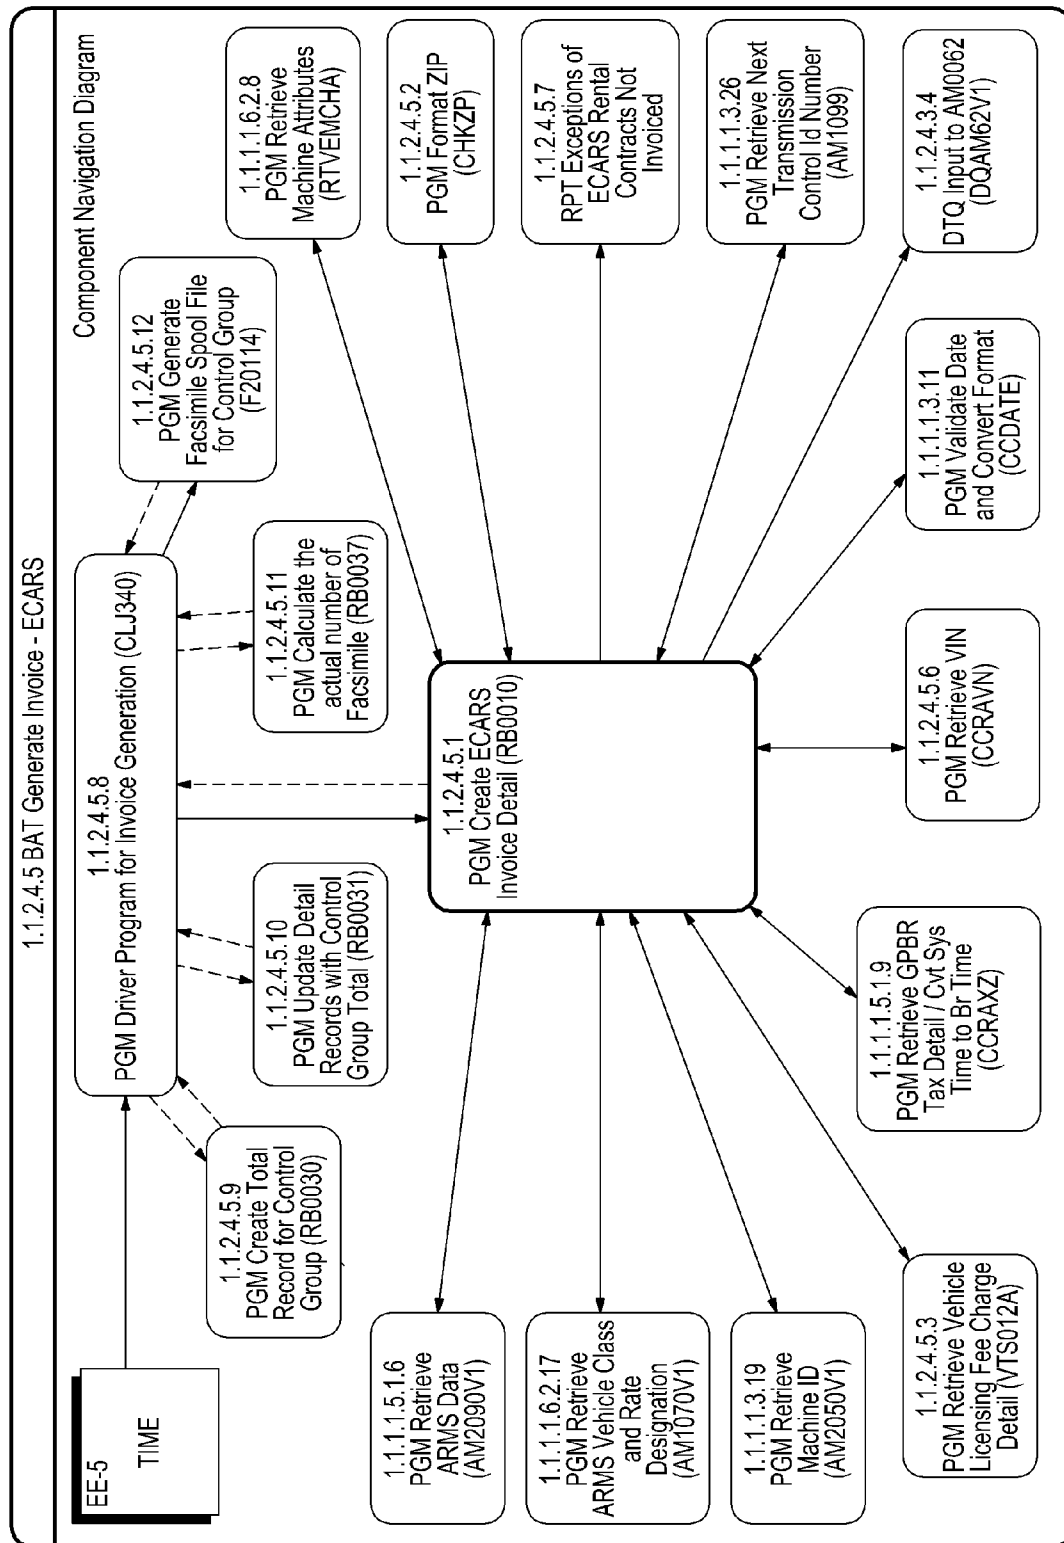 1.1.2.4.5 BAT Generate Invoice - ECARS
Component Navigation Diagram
EE-5
TIME
1.1.2.4.5.8
PGM Driver Program for Invoice Generation (CLJ340)
1.1.2.4.5.12
PGM Generate
Facsimile Spool File
for Control Group
(F20114)
1.1.2.4.5.9
PGM Create Total
Record for Control
Group (RB0030)
1.1.2.4.5.10
PGM Update Detail
Records with Control
Group Total (RB0031)
1.1.2.4.5.11
PGM Calculate the
actual number of
Facsimile (RB0037)
1.1.1.1.6.2.8
PGM Retrieve
Machine Attributes
(RTVEMCHA)
1.1.1.1.5.1.6
PGM Retrieve
ARMS Data
(AM2090V1)
1.1.2.4.5.1
PGM Create ECARS
Invoice Detail (RB0010)
1.1.2.4.5.2
PGM Format ZIP
(CHKZP)
1.1.1.1.6.2.17
PGM Retrieve
ARMS Vehicle Class
and Rate
Designation
(AM1070V1)
1.1.2.4.5.7
RPT Exceptions of
ECARS Rental
Contracts Not
Invoiced
1.1.1.1.3.19
PGM Retrieve
Machine ID
(AM2050V1)
1.1.1.1.3.26
PGM Retrieve Next
Transmission
Control Id Number
(AM1099)
1.1.2.4.5.3
PGM Retrieve Vehicle
Licensing Fee Charge
Detail (VTS012A)
1.1.1.1.5.1.9
PGM Retrieve GPBR
Tax Detail / Cvt Sys
Time to Br Time
(CCRAXZ)
1.1.2.4.5.6
PGM Retrieve VIN
(CCRAVN)
1.1.1.1.3.11
PGM Validate Date
and Convert Format
(CCDATE)
1.1.2.4.3.4
DTQ Input to AM0062
(DQAM62V1)